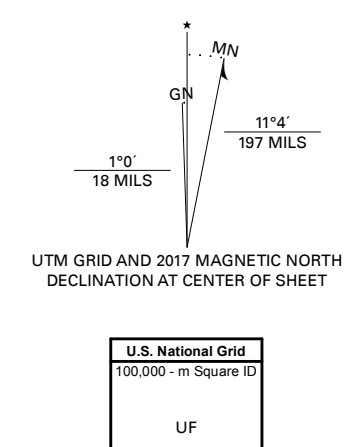 ★
MN
GN
11°4´
197 MILS
1°0´
18 MILS
UTM GRID AND 2017 MAGNETIC NORTH
DECLINATION AT CENTER OF SHEET
U.S. National Grid
100,000 - m Square ID
UF